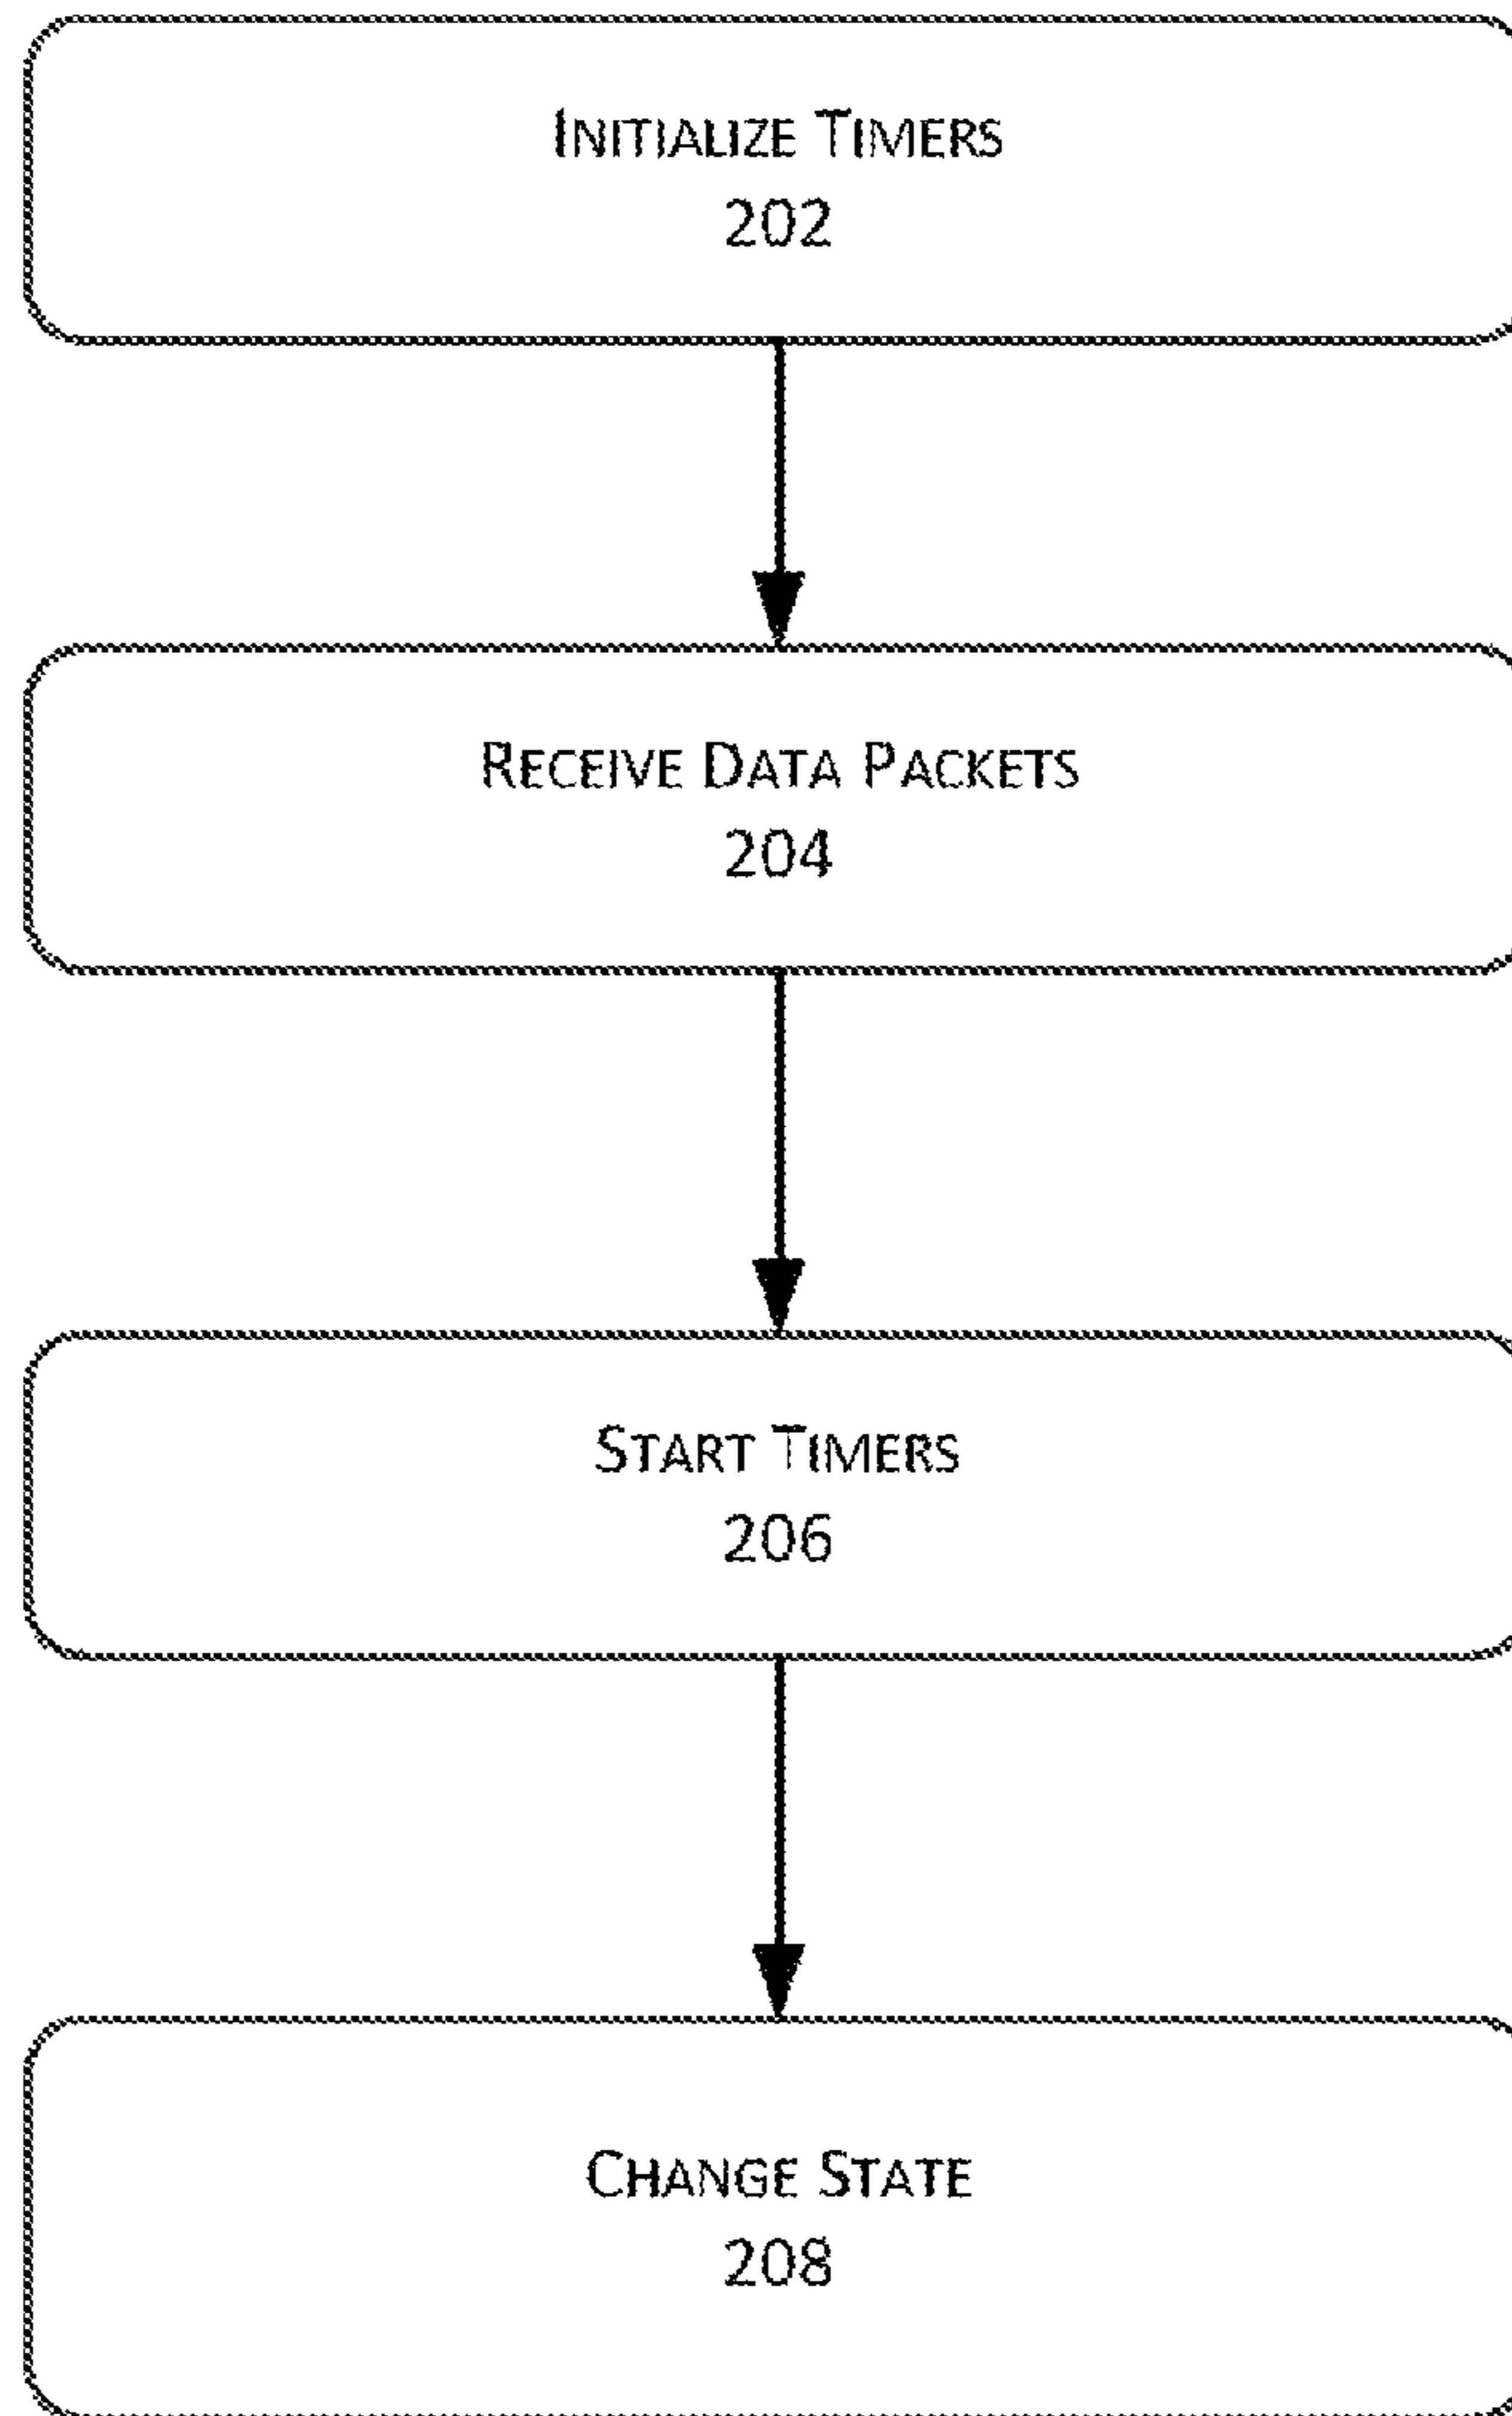 INITIALIZE TIMERS
202
RECEIVE DATA PACKETS
204
START TIMERS
206
CHANGE STATE
208